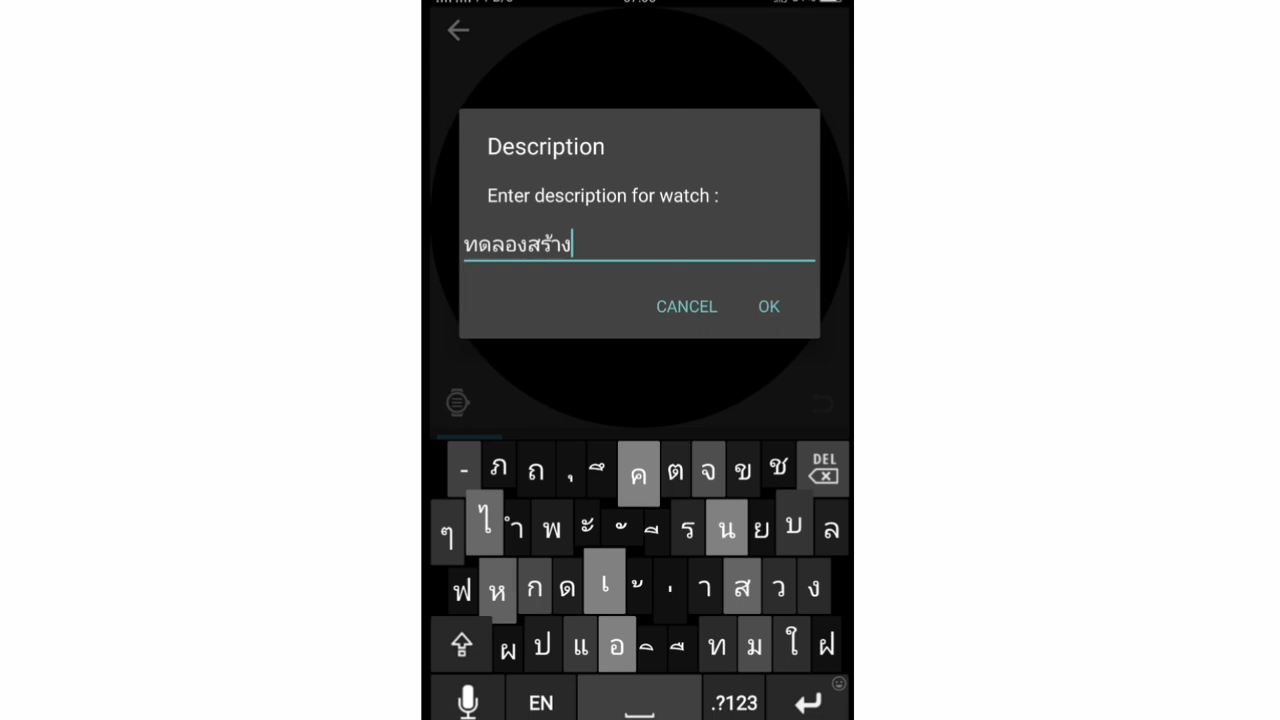 Description
Enter description for watch :
ทดลองสร้าง
CANCEL OK
- ภ ถ ุ ึ ค ต จ ข ช DEL
ๆ ไ ำ พ ะ ั ี ร น ย บ ล
ฟ ห ก ด เ ้ ่ า ส ว ง
ผ ป แ อ ิ ื ท ม ใ ฝ
EN .?123